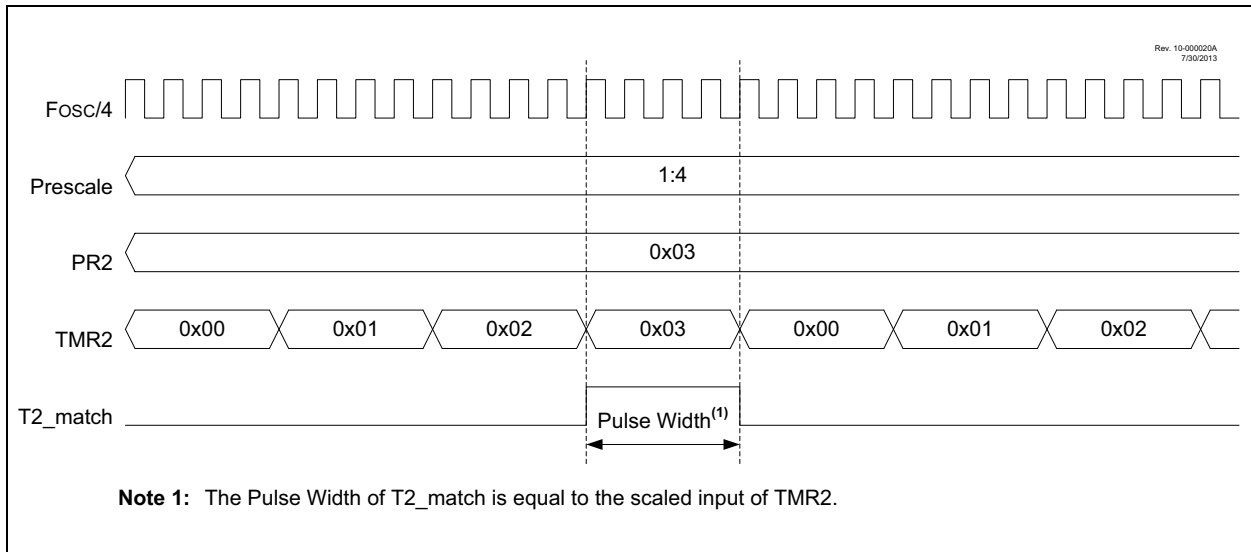 Rev. 10-000020A
7/30/2013
FOSC/4
Prescale
1:4
PR2
0x03
TMR2
0x00
0x01
0x02
0x03
0x00
0x01
0x02
T2_match
Pulse Width(1)
Note 1: The Pulse Width of T2_match is equal to the scaled input of TMR2.